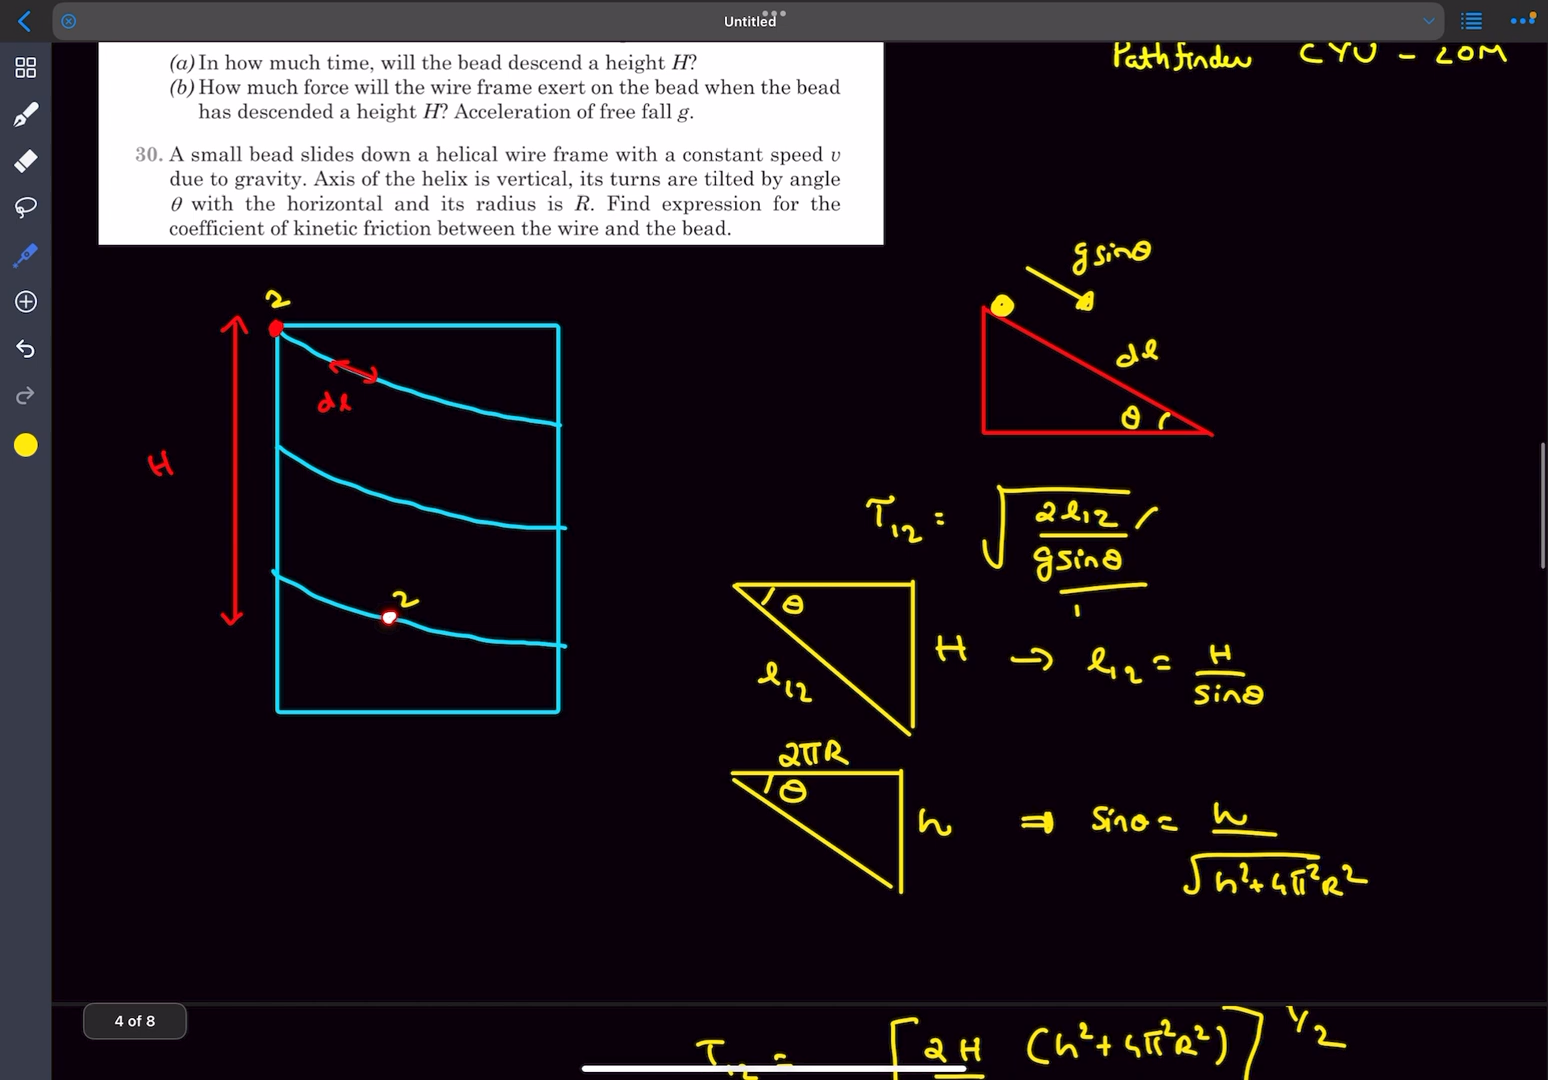 Untitled
(a) In how much time, will the bead descend a height H?
(b) How much force will the wire frame exert on the bead when the bead
has descended a height H? Acceleration of free fall g.
30. A small bead slides down a helical wire frame with a constant speed v
due to gravity. Axis of the helix is vertical, its turns are tilted by angle
θ with the horizontal and its radius is R. Find expression for the
coefficient of kinetic friction between the wire and the bead.
Pathfinder CYU - 20M
2
dl
H
2
g sinθ
dl
θ
T₁₂ = √(2l₁₂ / g sinθ)
θ
l₁₂
H → l₁₂ = H / sinθ
2πR
θ
h ⇒ sinθ = h / √(h² + 4π²R²)
4 of 8
T₁₂ = [2H (h² + 4π²R²)]^1/2